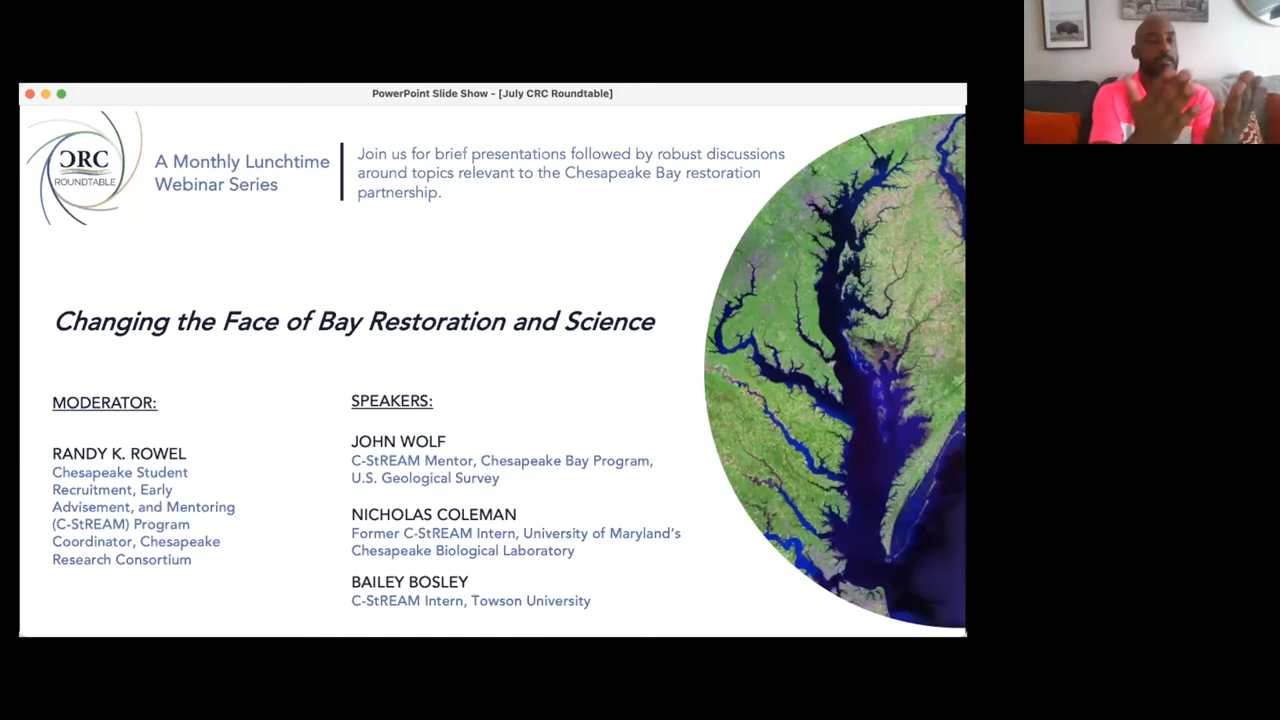 PowerPoint Slide Show - [July CRC Roundtable]
CRC
ROUNDTABLE
A Monthly Lunchtime
Webinar Series
Join us for brief presentations followed by robust discussions
around topics relevant to the Chesapeake Bay restoration
partnership.
Changing the Face of Bay Restoration and Science
MODERATOR:
RANDY K. ROWEL
Chesapeake Student
Recruitment, Early
Advisement, and Mentoring
(C-StREAM) Program
Coordinator, Chesapeake
Research Consortium
SPEAKERS:
JOHN WOLF
C-StREAM Mentor, Chesapeake Bay Program,
U.S. Geological Survey
NICHOLAS COLEMAN
Former C-StREAM Intern, University of Maryland's
Chesapeake Biological Laboratory
BAILEY BOSLEY
C-StREAM Intern, Towson University